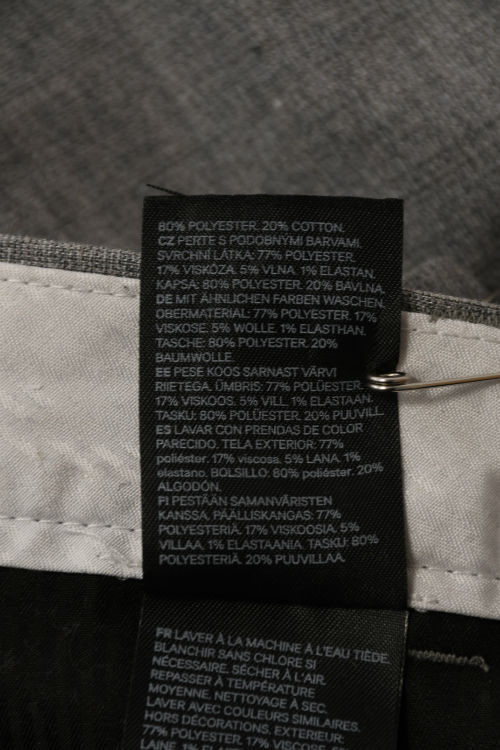 80% POLYESTER. 20% COTTON.
CZ PERTE S PODOBNÝMI BARVAMI.
SVRCHNÍ LÁTKA: 77% POLYESTER.
17% VISKÓZA. 5% VLNA. 1% ELASTAN.
KAPSA: 80% POLYESTER. 20% BAVLNA.
DE MIT ÄHNLICHEN FARBEN WASCHEN.
OBERMATERIAL: 77% POLYESTER. 17%
VISKOSE. 5% WOLLE. 1% ELASTHAN.
TASCHE: 80% POLYESTER. 20%
BAUMWOLLE.
EE PESE KOOS SARNAST VÄRVI
RIIETEGA. ÜMBRIS: 77% POLÜESTER.
17% VISKOOS. 5% VILL. 1% ELASTAAN.
TASKU: 80% POLÜESTER. 20% PUUVILL.
ES LAVAR CON PRENDAS DE COLOR
PARECIDO. TELA EXTERIOR: 77%
poliéster. 17% viscosa. 5% LANA. 1%
elastano. BOLSILLO: 80% poliéster. 20%
ALGODÓN.
FI PESTÄÄN SAMANVÄRISTEN
KANSSA. PÄÄLLISKANGAS: 77%
POLYESTERIÄ. 17% VISKOOSIA. 5%
VILLAA. 1% ELASTAANIA. TASKU: 80%
POLYESTERIÄ. 20% PUUVILLAA.
FR LAVER À LA MACHINE À L'EAU TIÈDE.
BLANCHIR SANS CHLORE SI
NÉCESSAIRE. SÉCHER À L'AIR.
REPASSER À TEMPÉRATURE
MOYENNE. NETTOYAGE À SEC.
LAVER AVEC COULEURS SIMILAIRES.
HORS DÉCORATIONS. EXTERIEUR:
77% POLYESTER. 17% VISCOSE. 5%
LAINE. 1% ÉLASTHANNE.